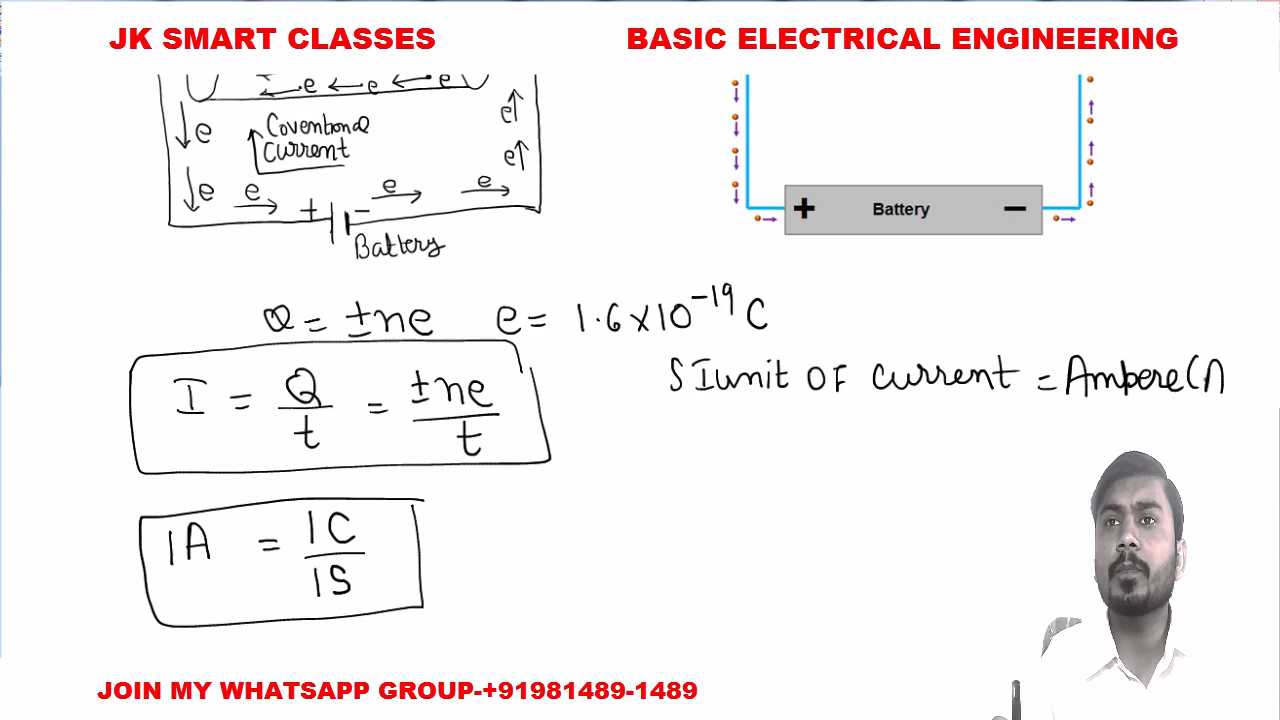 JK SMART CLASSES
BASIC ELECTRICAL ENGINEERING
e e e
e e
Coventional
current
e
e e e e e
+ −
Battery
+ Battery −
Q = ±ne e = 1.6×10⁻¹⁹ C
SI unit OF current = Ampere(A
I = Q/t = ±ne/t
1A = 1C/1S
JOIN MY WHATSAPP GROUP-+91981489-1489